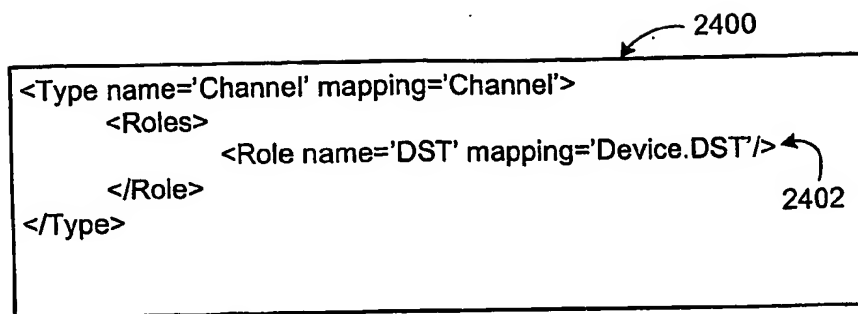 2400
<Type name='Channel' mapping='Channel'>
<Roles>
<Role name='DST' mapping='Device.DST'/>
</Role>
2402
</Type>